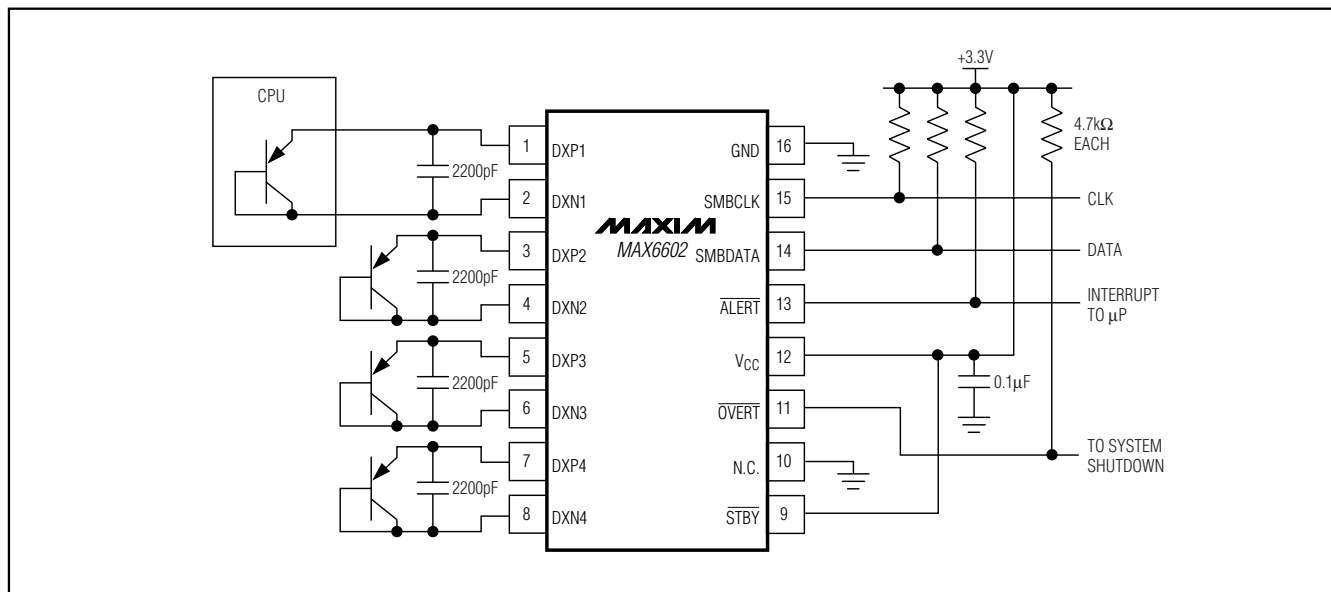 +3.3V
CPU
4.7kΩ
EACH
1 DXP1
GND 16
2200pF
2 DXN1
SMBCLK 15
CLK
MAXIM
MAX6602
3 DXP2
SMBDATA 14
DATA
2200pF
4 DXN2
ALERT 13
INTERRUPT
TO µP
5 DXP3
VCC 12
2200pF
0.1µF
6 DXN3
OVERT 11
7 DXP4
N.C. 10
TO SYSTEM
SHUTDOWN
2200pF
8 DXN4
STBY 9